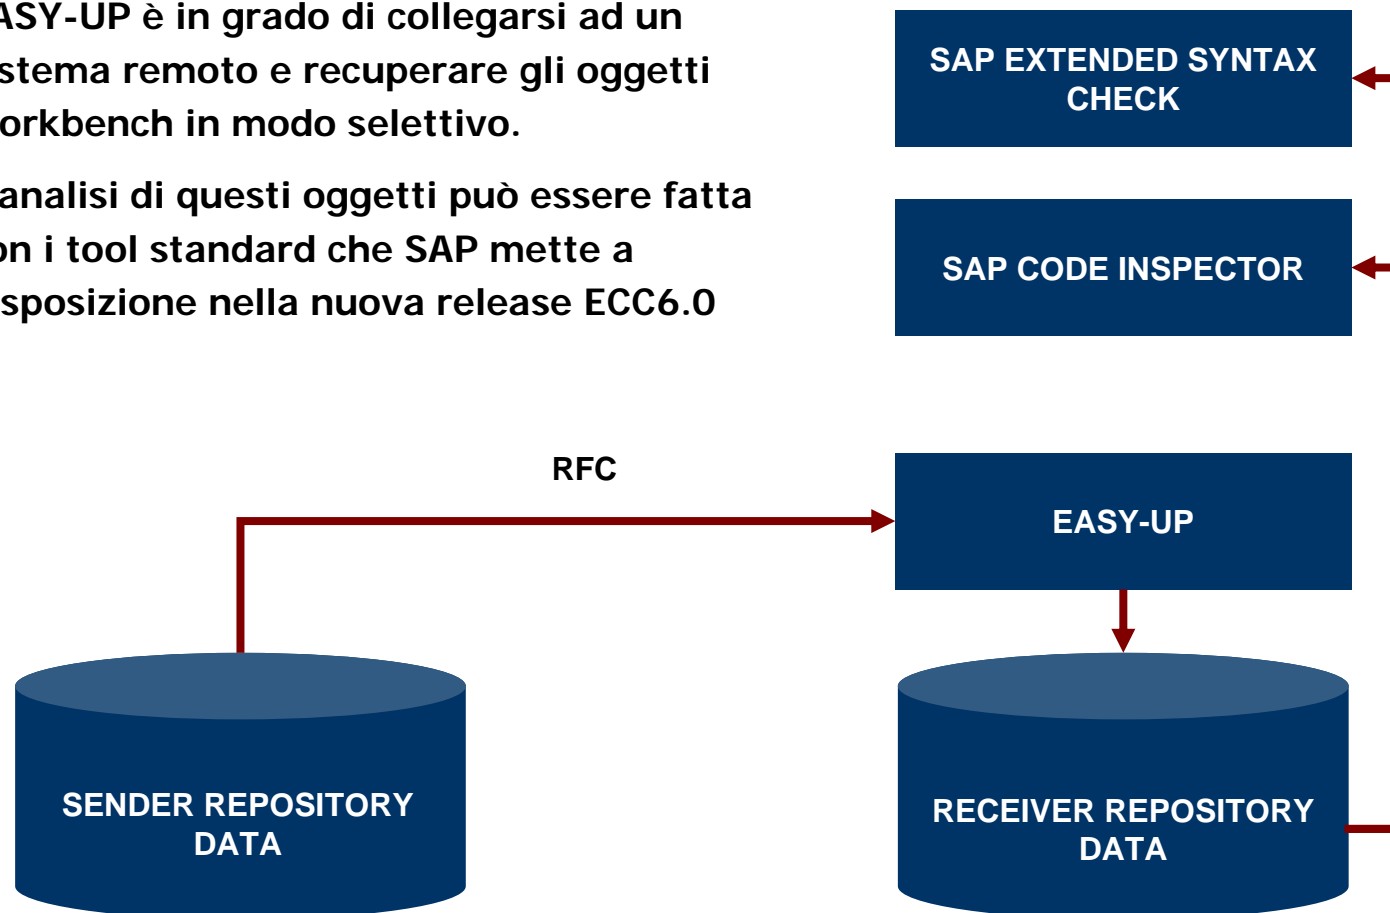 ASY-UP è in grado di collegarsi ad un
stema remoto e recuperare gli oggetti
orkbench in modo selettivo.
analisi di questi oggetti può essere fatta
on i tool standard che SAP mette a
sposizione nella nuova release ECC6.0
SAP EXTENDED SYNTAX
CHECK
SAP CODE INSPECTOR
RFC
EASY-UP
SENDER REPOSITORY
DATA
RECEIVER REPOSITORY
DATA